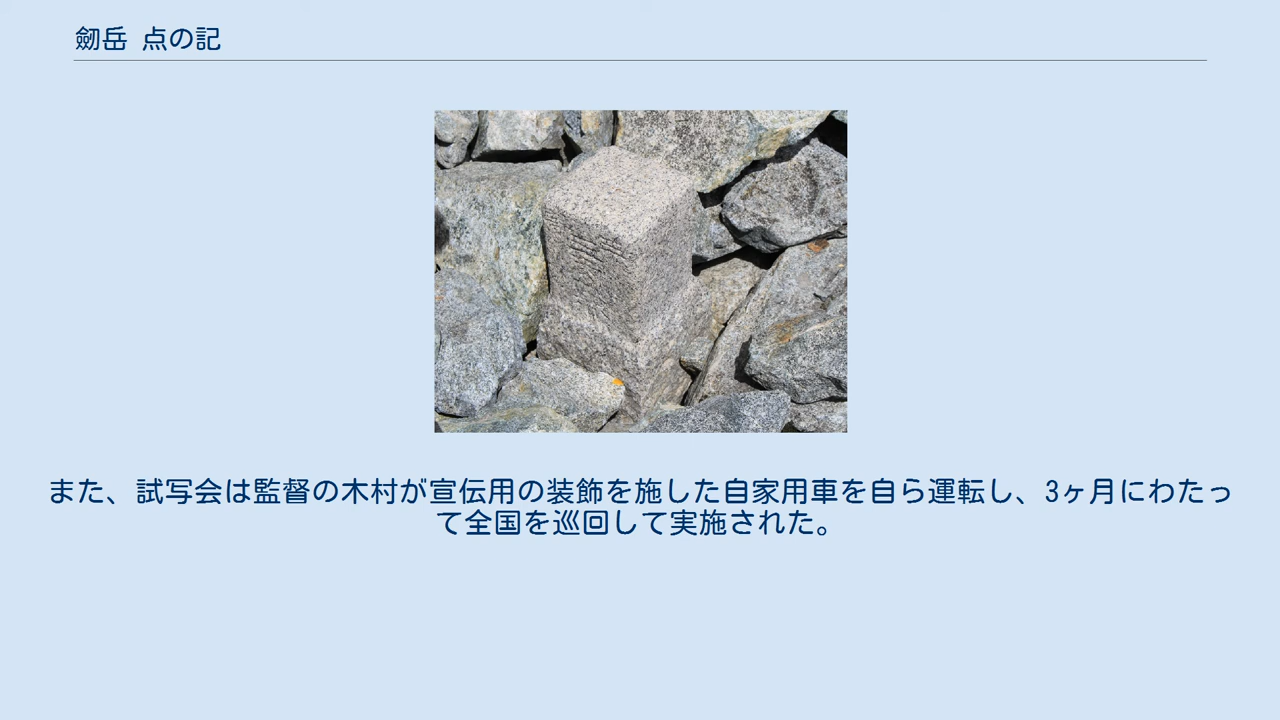 劒岳 点の記
また、試写会は監督の木村が宣伝用の装飾を施した自家用車を自ら運転し、3ヶ月にわたっ
て全国を巡回して実施された。